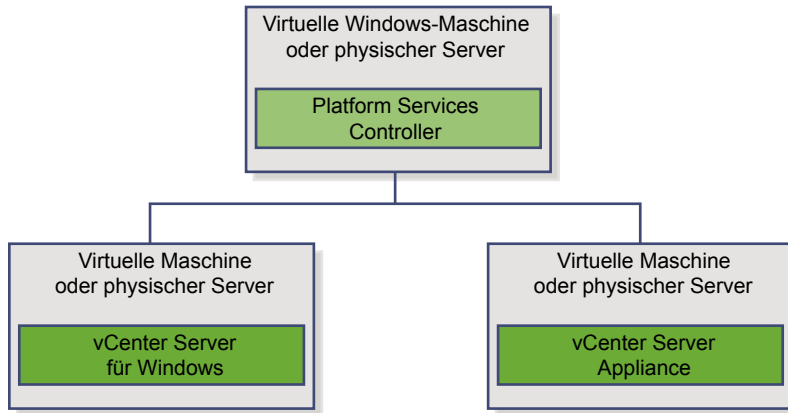 Virtuelle Windows-Maschine
oder physischer Server
Platform Services
Controller
Virtuelle Maschine
oder physischer Server
vCenter Server
für Windows
Virtuelle Maschine
oder physischer Server
vCenter Server
Appliance